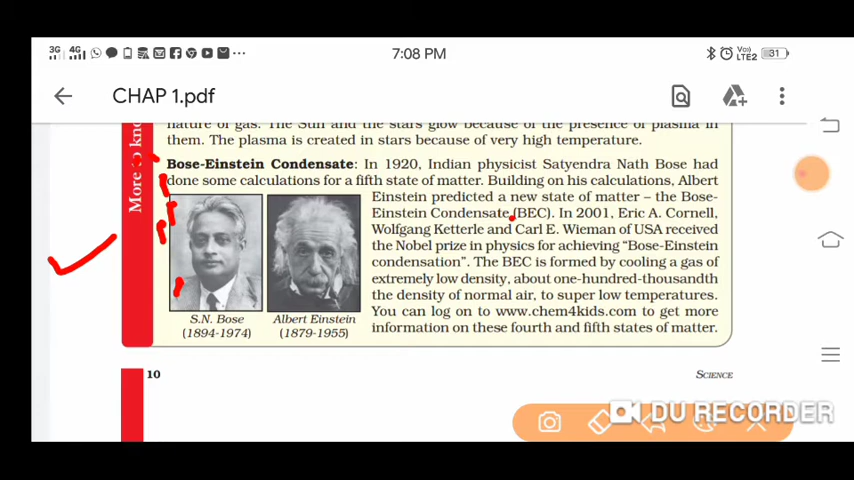 3G 4G 7:08 PM Vo) LTE2 31
CHAP 1.pdf
nature of gas. The Sun and the stars glow because of the presence of plasma in
them. The plasma is created in stars because of very high temperature.
More to kno
Bose-Einstein Condensate: In 1920, Indian physicist Satyendra Nath Bose had
done some calculations for a fifth state of matter. Building on his calculations, Albert
Einstein predicted a new state of matter – the Bose-
Einstein Condensate (BEC). In 2001, Eric A. Cornell,
Wolfgang Ketterle and Carl E. Wieman of USA received
the Nobel prize in physics for achieving “Bose-Einstein
condensation”. The BEC is formed by cooling a gas of
extremely low density, about one-hundred-thousandth
the density of normal air, to super low temperatures.
You can log on to www.chem4kids.com to get more
information on these fourth and fifth states of matter.
S.N. Bose
(1894-1974)
Albert Einstein
(1879-1955)
10
SCIENCE
DU RECORDER